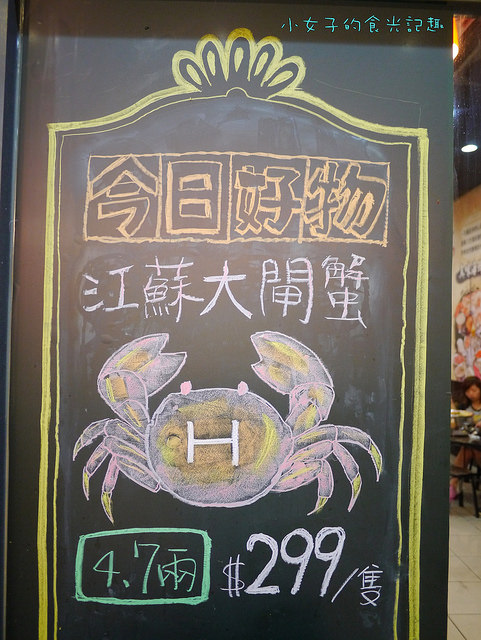 小女子的食光記趣
今日好物
江蘇大閘蟹
H
4.7兩 $299/隻